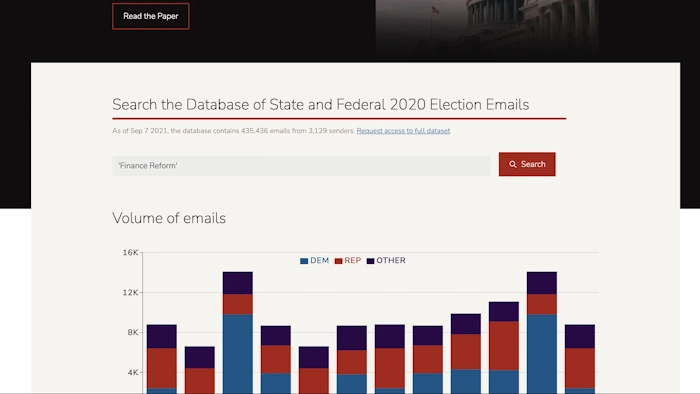 Read the Paper
Search the Database of State and Federal 2020 Election Emails
As of Sep 7 2021, the database contains 435,436 emails from 3,129 senders. Request access to full dataset
'Finance Reform'
Search
Volume of emails
16K
DEM REP OTHER
12K
8K
4K